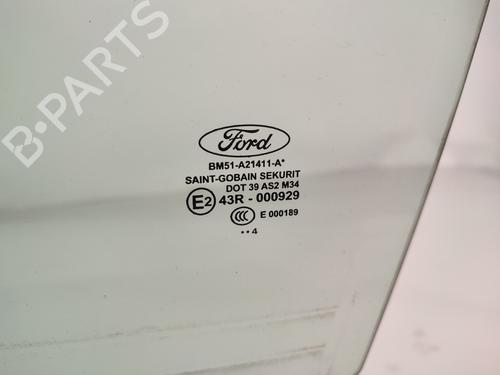 B-PARTS
Ford
BM51-A21411-A*
SAINT-GOBAIN SEKURIT
DOT 39 AS2 M34
E2 43R - 000929
CCC E 000189
••4